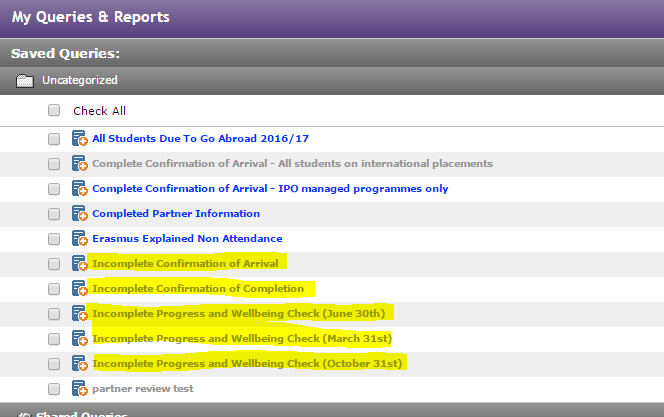 My Queries & Reports
Saved Queries:
Uncategorized
Check All
All Students Due To Go Abroad 2016/17
Complete Confirmation of Arrival - All students on international placements
Complete Confirmation of Arrival - IPO managed programmes only
Completed Partner Information
Erasmus Explained Non Attendance
Incomplete Confirmation of Arrival
Incomplete Confirmation of Completion
Incomplete Progress and Wellbeing Check (June 30th)
Incomplete Progress and Wellbeing Check (March 31st)
Incomplete Progress and Wellbeing Check (October 31st)
partner review test
Shared Queries